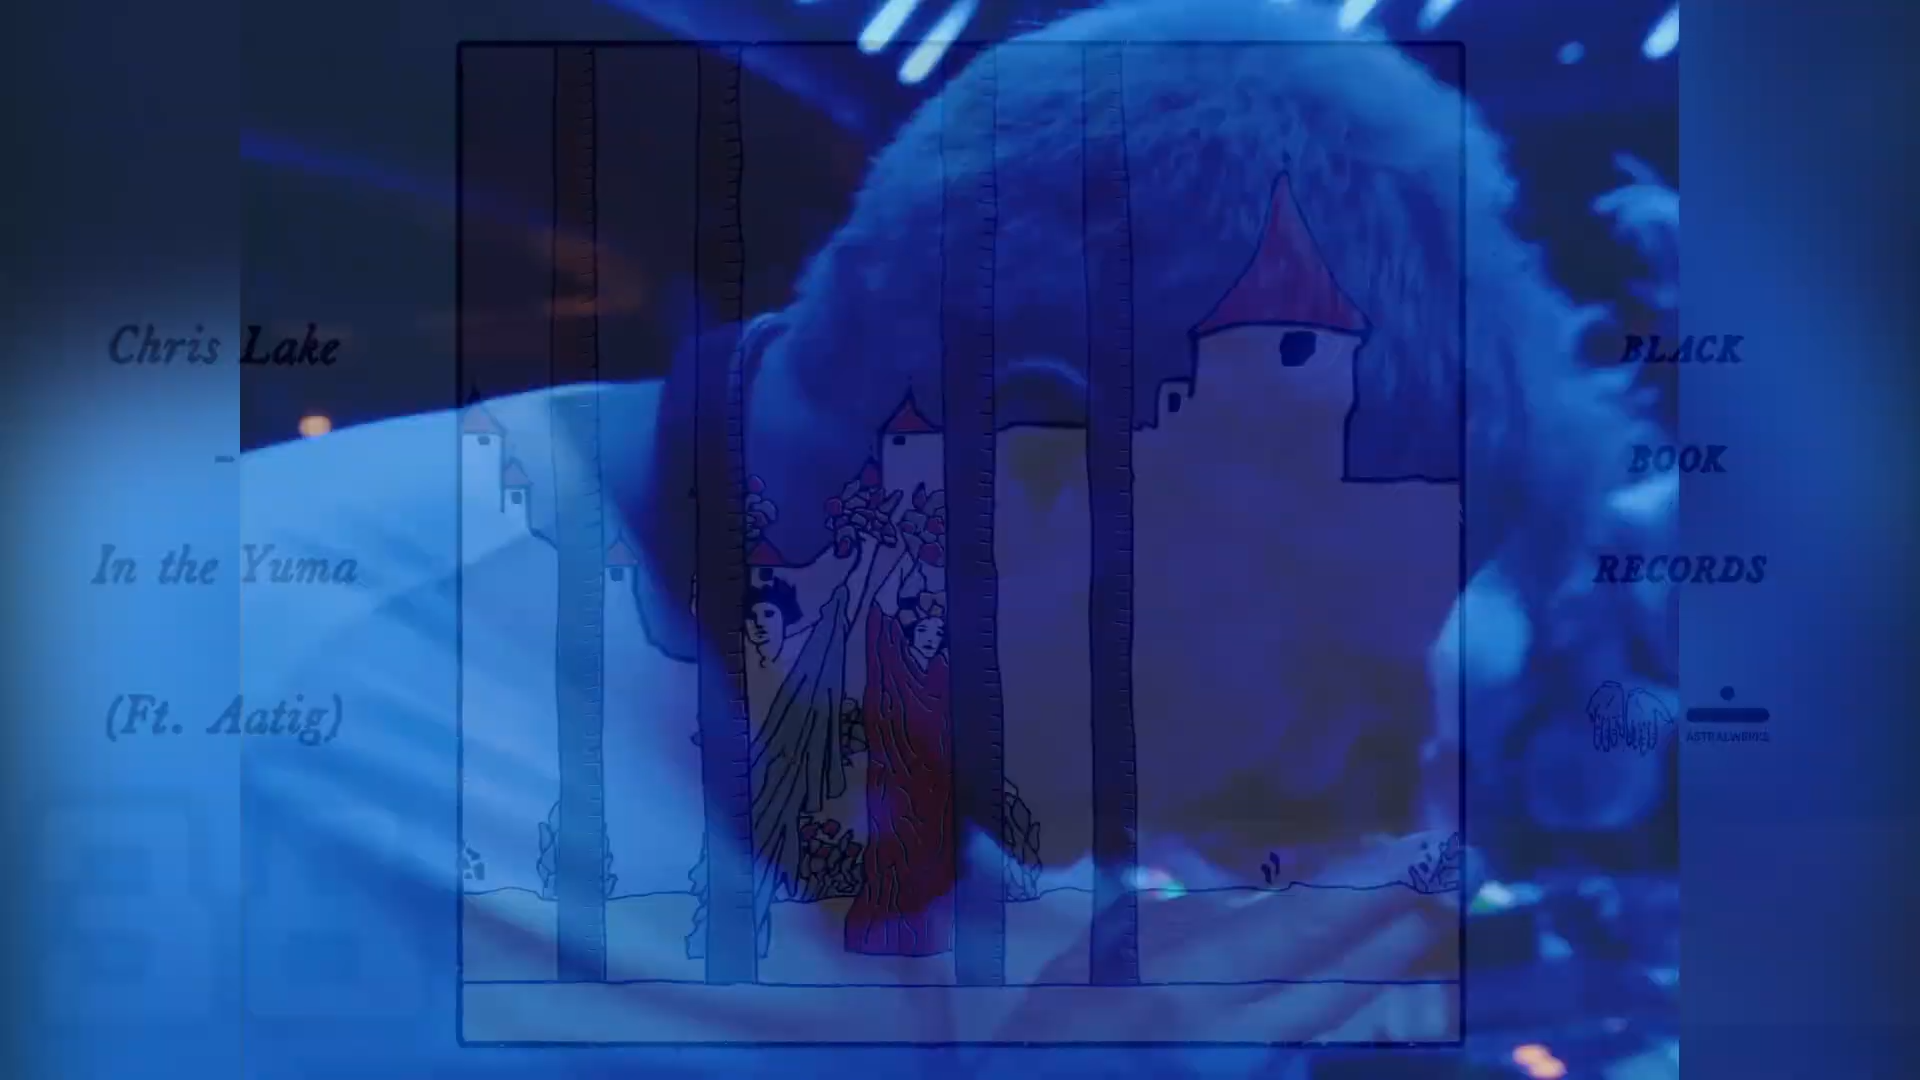 Chris Lake
-
In the Yuma
(Ft. Aatig)
BLACK
BOOK
RECORDS
ASTRALWERKS